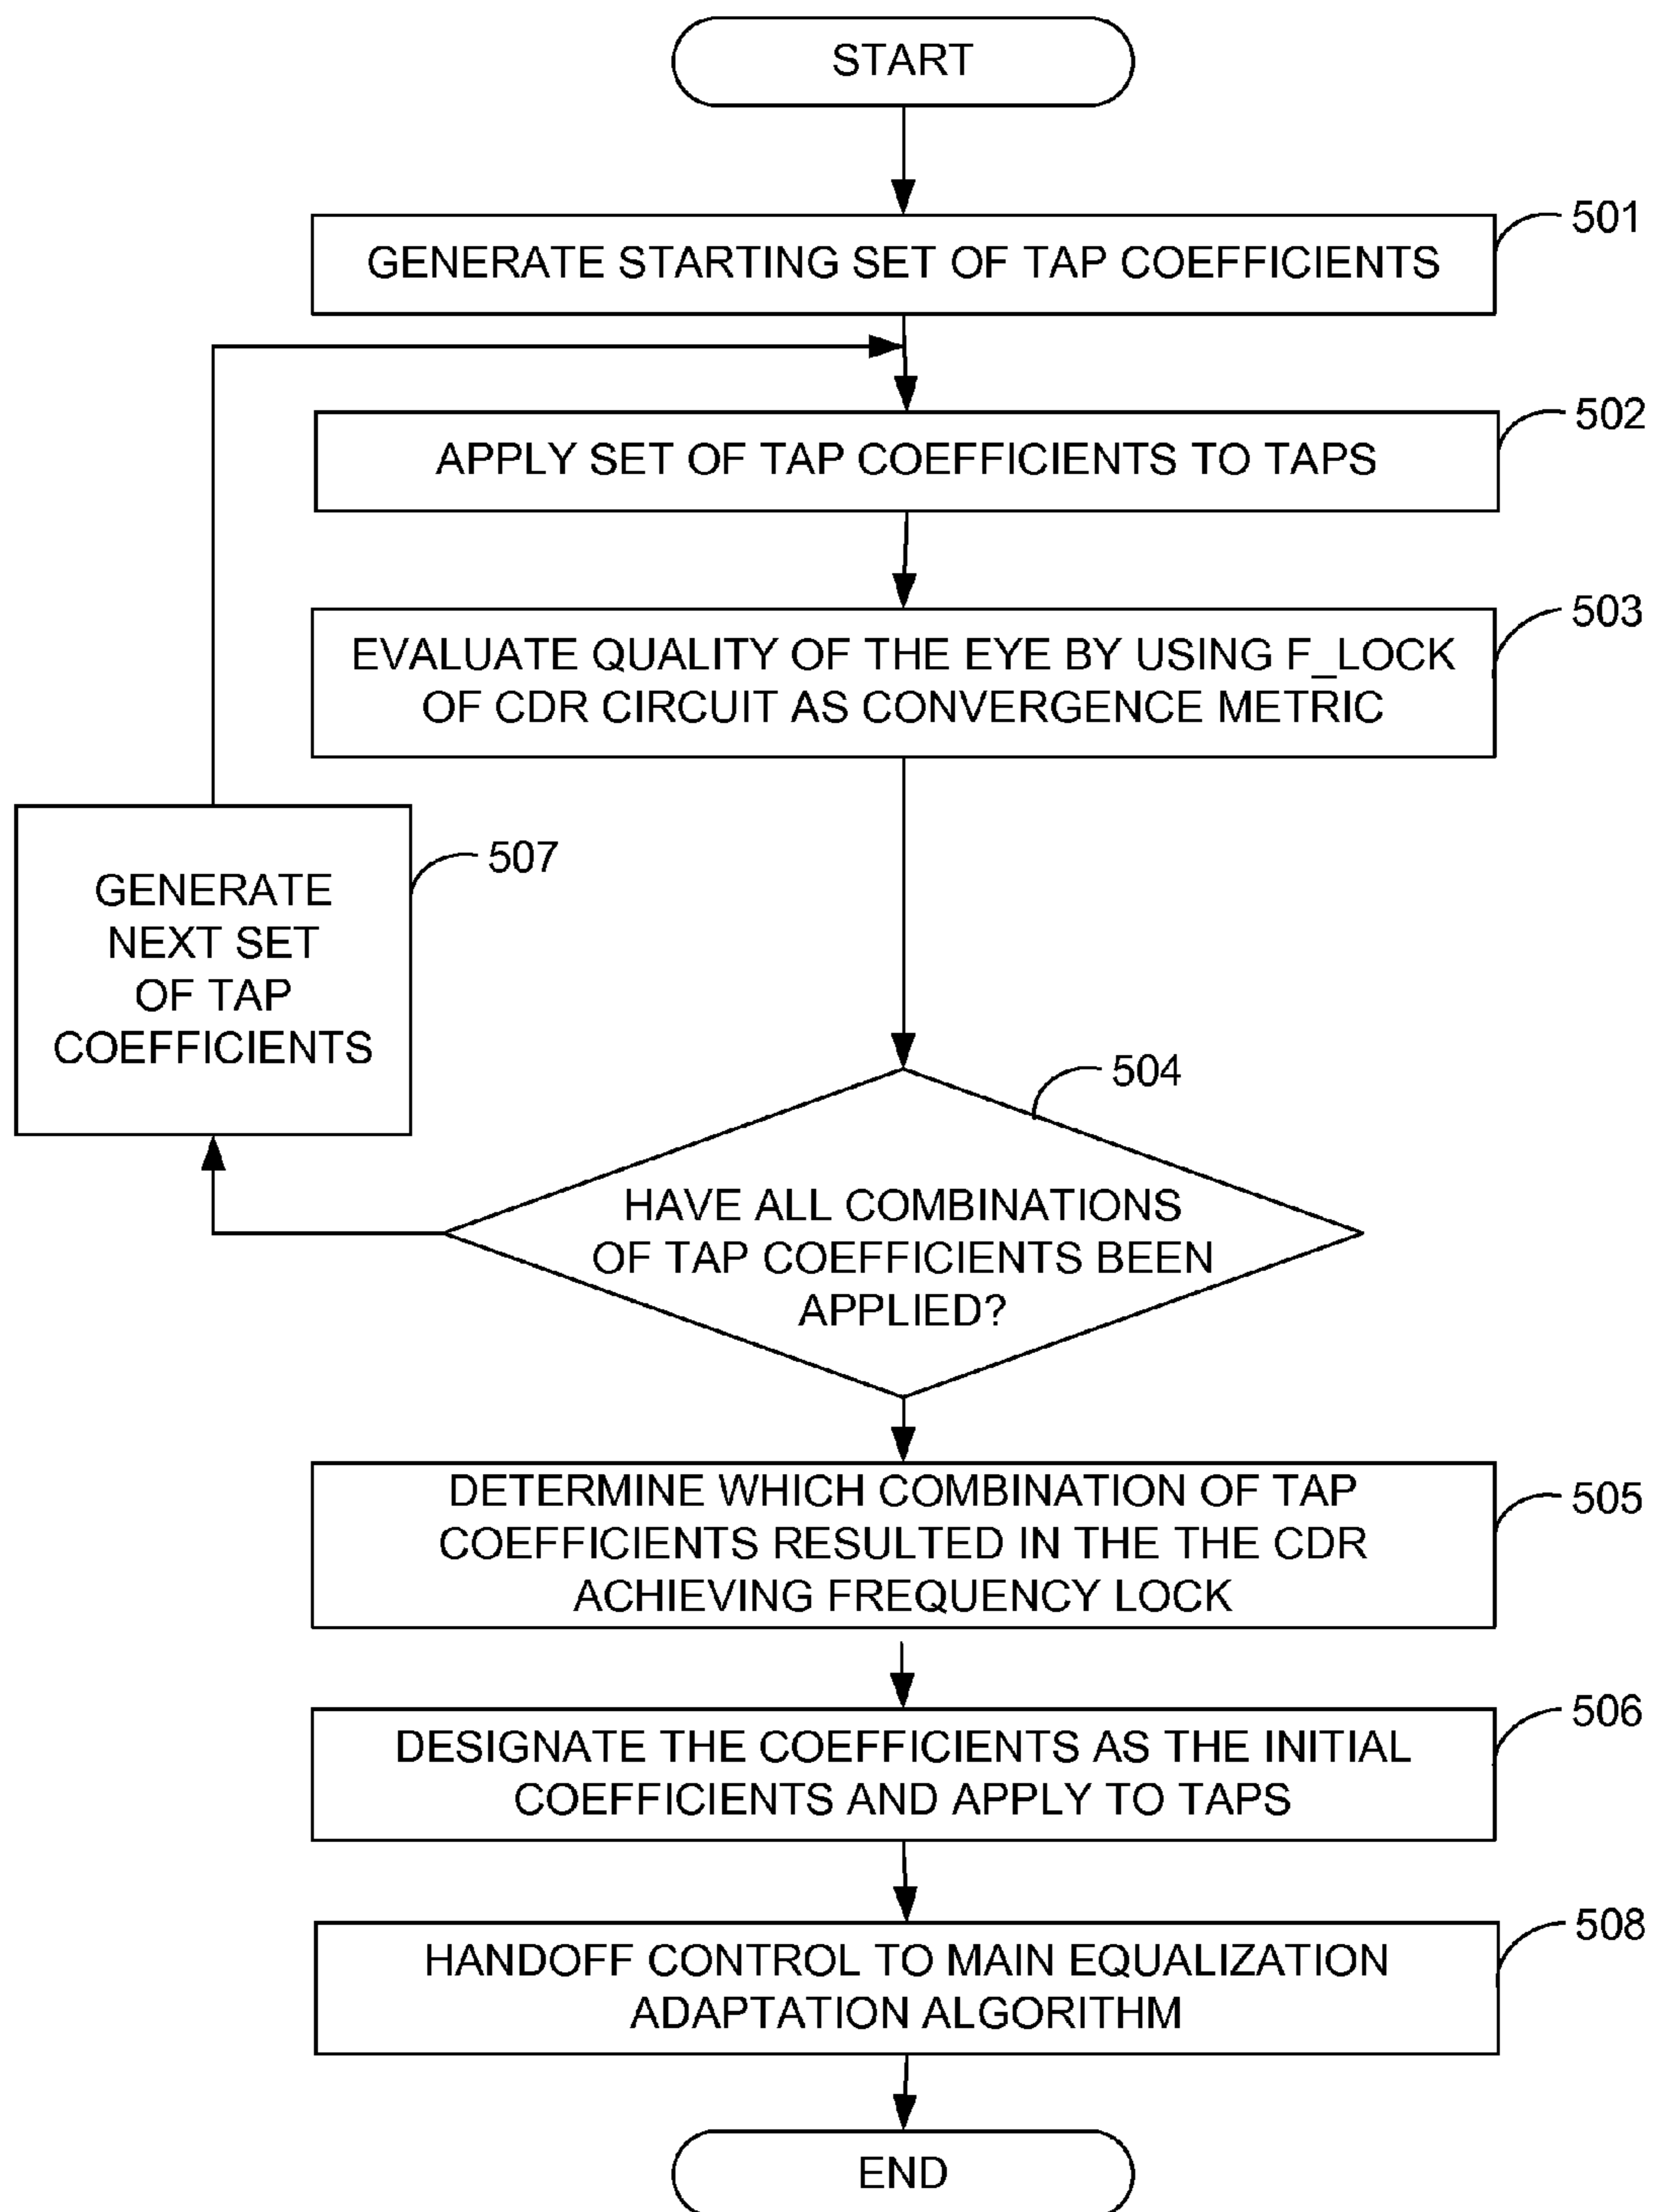 START
501
GENERATE STARTING SET OF TAP COEFFICIENTS
502
APPLY SET OF TAP COEFFICIENTS TO TAPS
503
EVALUATE QUALITY OF THE EYE BY USING F_LOCK
OF CDR CIRCUIT AS CONVERGENCE METRIC
507
GENERATE
NEXT SET
OF TAP
COEFFICIENTS
504
HAVE ALL COMBINATIONS
OF TAP COEFFICIENTS BEEN
APPLIED?
505
DETERMINE WHICH COMBINATION OF TAP
COEFFICIENTS RESULTED IN THE THE CDR
ACHIEVING FREQUENCY LOCK
506
DESIGNATE THE COEFFICIENTS AS THE INITIAL
COEFFICIENTS AND APPLY TO TAPS
508
HANDOFF CONTROL TO MAIN EQUALIZATION
ADAPTATION ALGORITHM
END